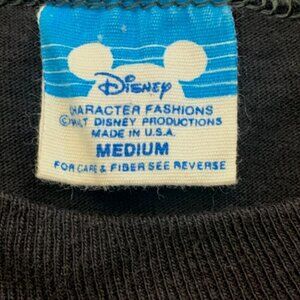 Disney
CHARACTER FASHIONS
© WALT DISNEY PRODUCTIONS
MADE IN U.S.A.
MEDIUM
FOR CARE & FIBER SEE REVERSE